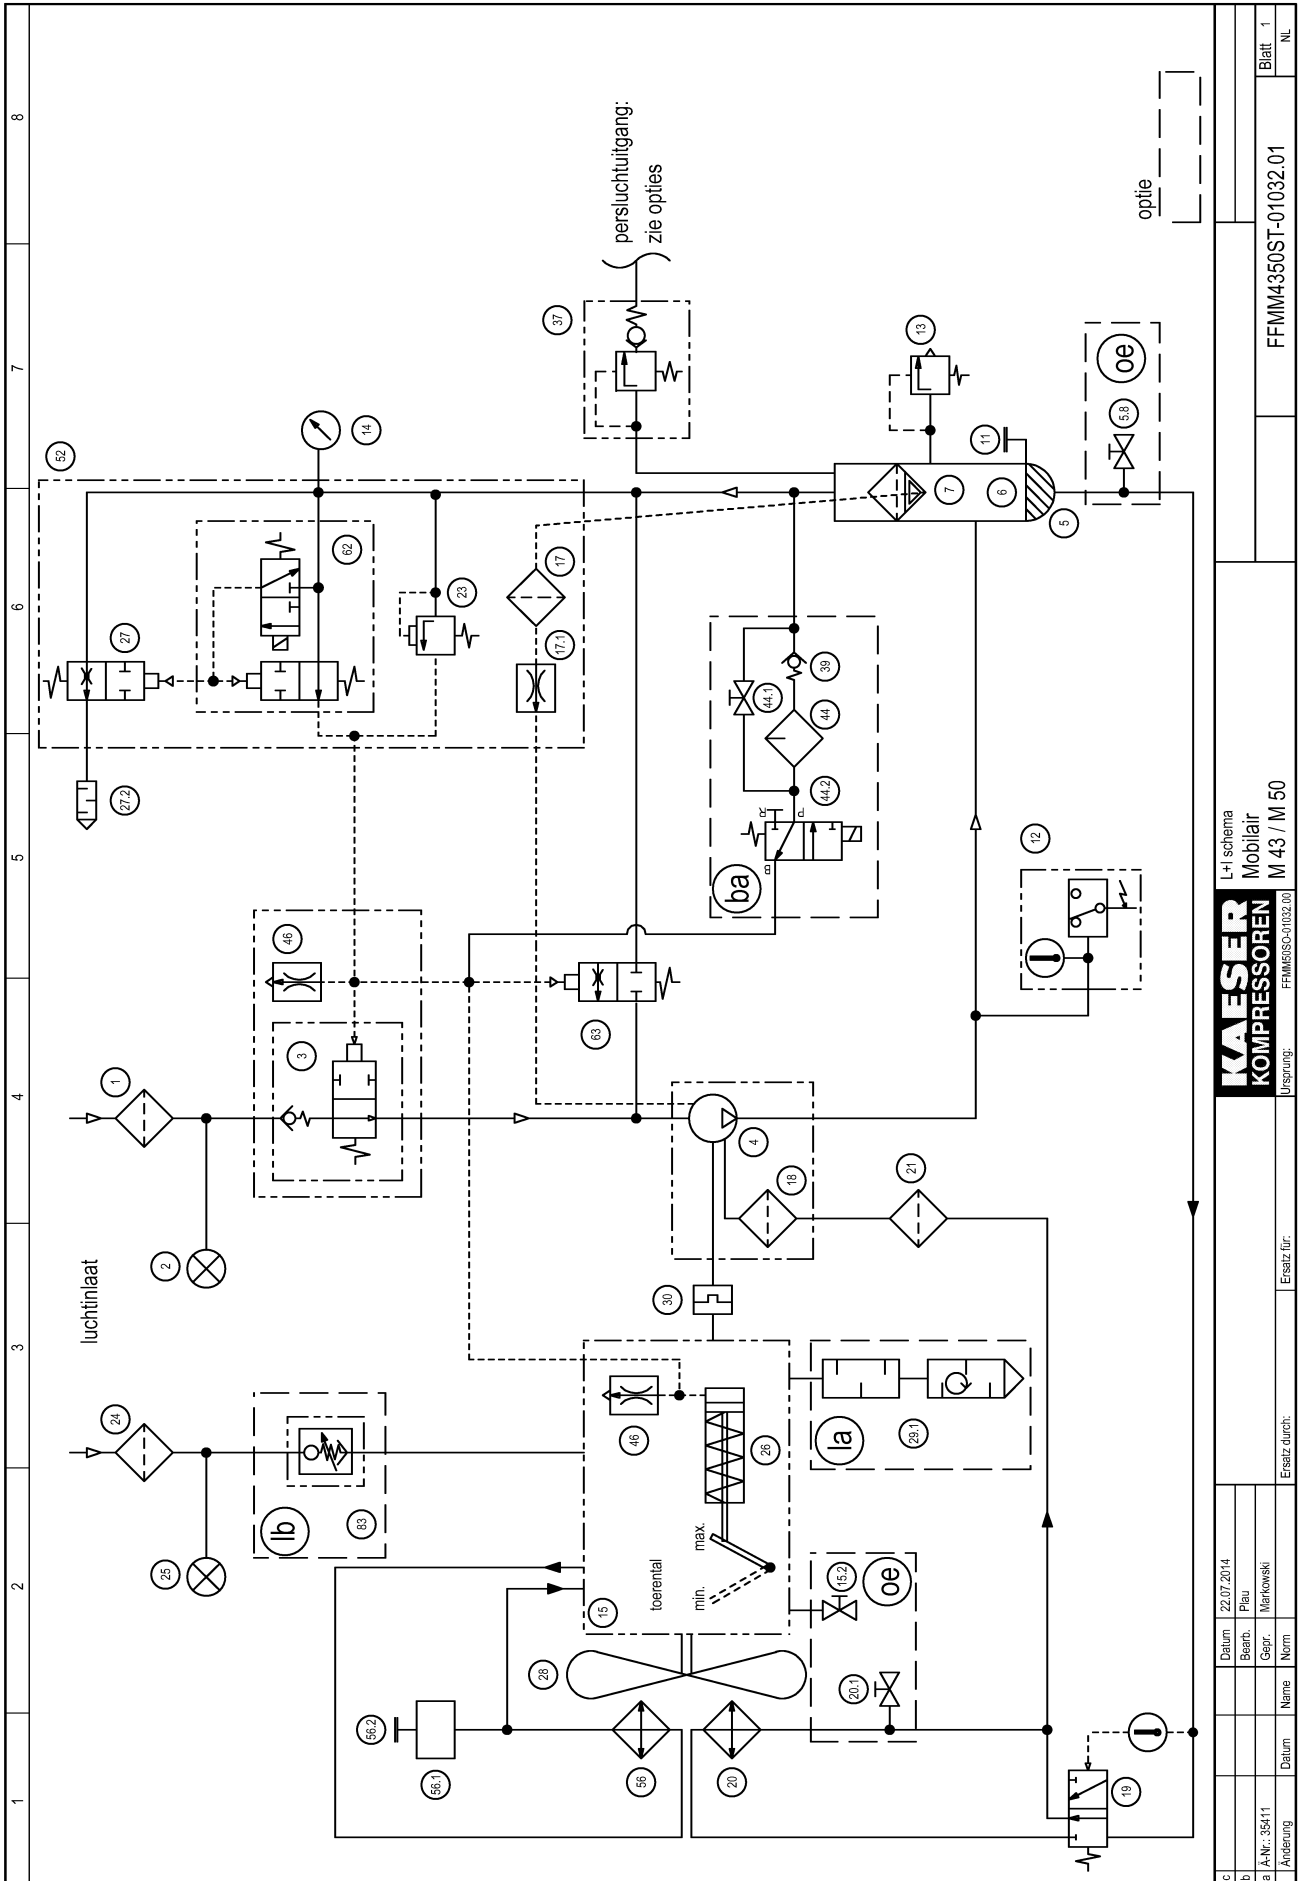 1
2
3
4
5
6
7
8
luchtinlaat
persluchtuitgang:
zie opties
optie
toerental
min.
max.
1
2
3
4
5
5.8
6
7
11
12
13
14
15
15.2
17
17.1
18
19
20
20.1
21
23
24
25
26
27
27.2
28
29.1
30
37
39
44
44.1
44.2
46
46
52
56
56.1
56.2
62
63
83
ba
la
lb
oe
oe
R
P
B
c
b
a
Ä-Nr.: 35411
Änderung
Datum
Name
Datum
22.07.2014
Bearb.
Plau
Gepr.
Markowski
Norm
Ersatz durch:
Ersatz für:
KAESER
KOMPRESSOREN
Ursprung:
FFMM50SO-01032.00
L+I schema
Mobilair
M 43 / M 50
FFMM4350ST-01032.01
Blatt
1
NL